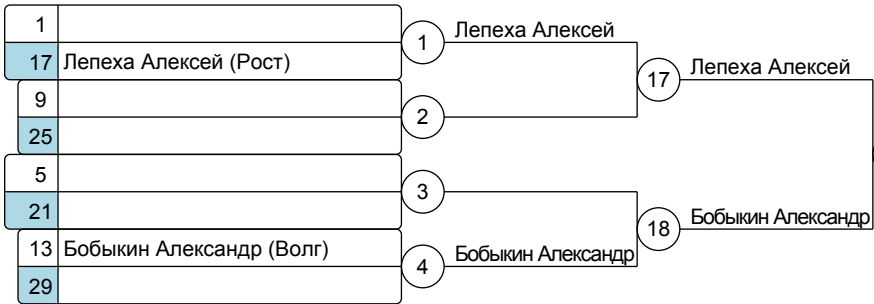 1
17 Лепеха Алексей (Рост)
9
25
5
21
13 Бобыкин Александр (Волг)
29
1 Лепеха Алексей
2
3
4 Бобыкин Александр
17 Лепеха Алексей
18 Бобыкин Александр